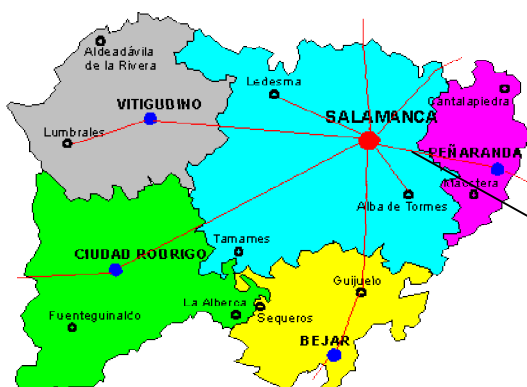 Aldeadávila
de la Rivera
Ledesma
Cantalapiedra
VITIGUDINO
SALAMANCA
Lumbrales
PEÑARANDA
Macotera
Alba de Tormes
Tamames
CIUDAD RODRIGO
Guijuelo
La Alberca
Sequeros
Fuenteguinaldo
BEJAR